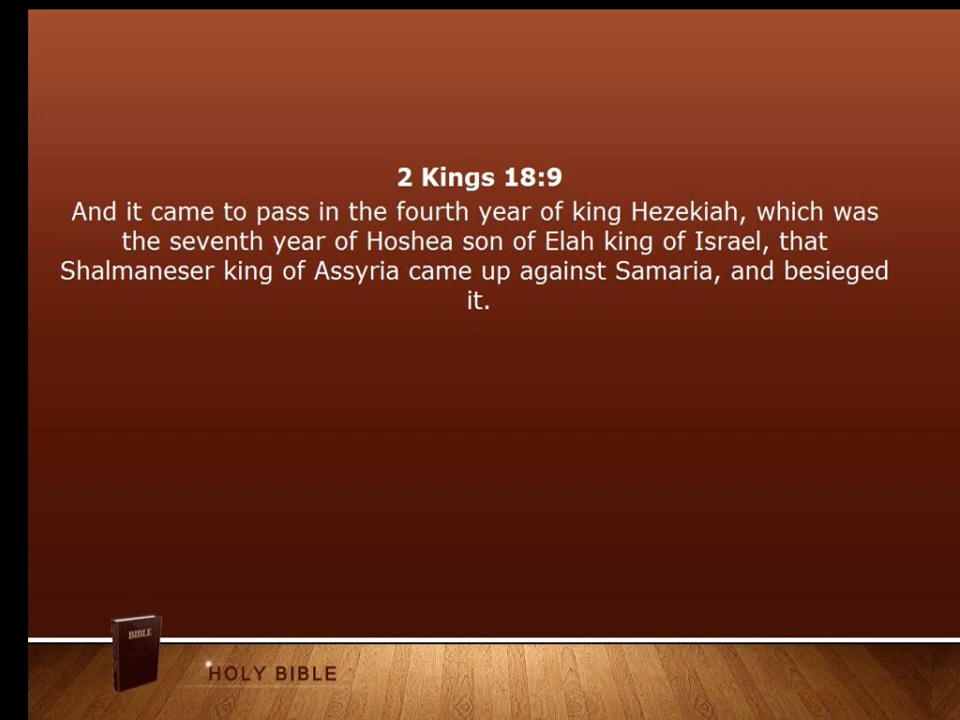 2 Kings 18:9
And it came to pass in the fourth year of king Hezekiah, which was
the seventh year of Hoshea son of Elah king of Israel, that
Shalmaneser king of Assyria came up against Samaria, and besieged
it.
BIBLE
HOLY BIBLE